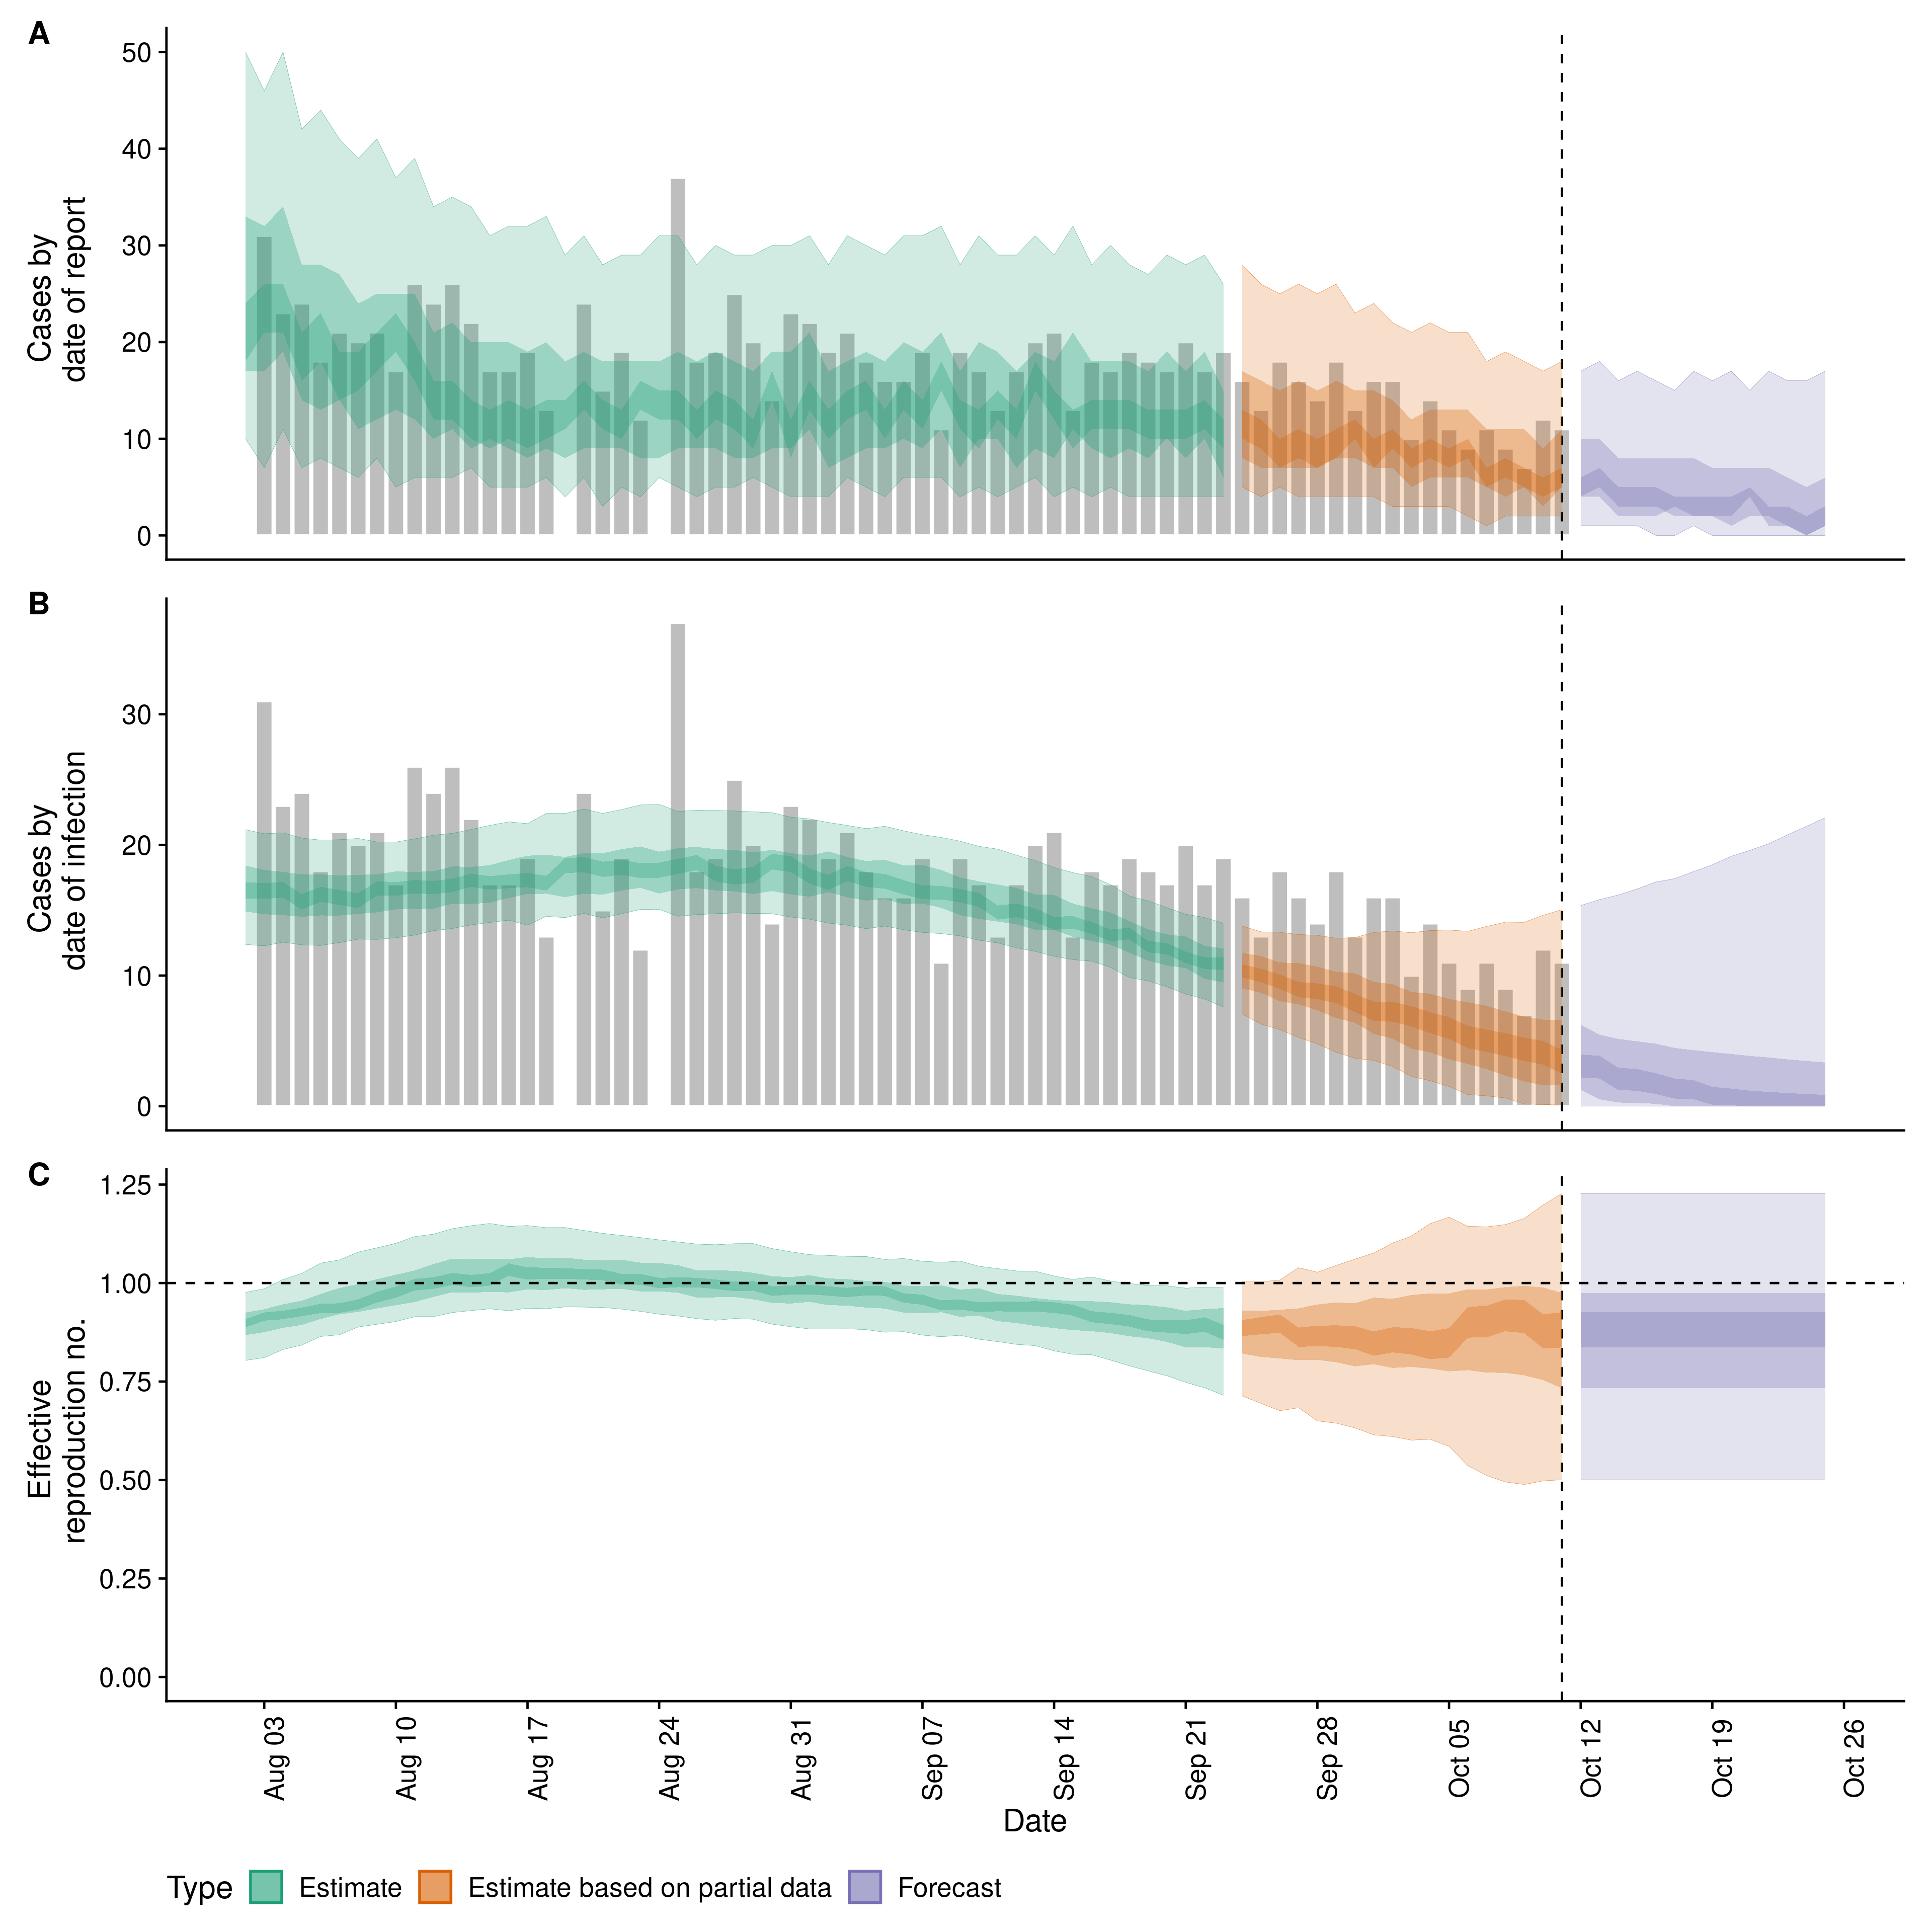 A
Cases by
date of report
50
40
30
20
10
0
B
Cases by
date of infection
30
20
10
0
C
Effective
reproduction no.
1.25
1.00
0.75
0.50
0.25
0.00
Aug 03
Aug 10
Aug 17
Aug 24
Aug 31
Sep 07
Sep 14
Sep 21
Sep 28
Oct 05
Oct 12
Oct 19
Oct 26
Date
Type Estimate Estimate based on partial data Forecast